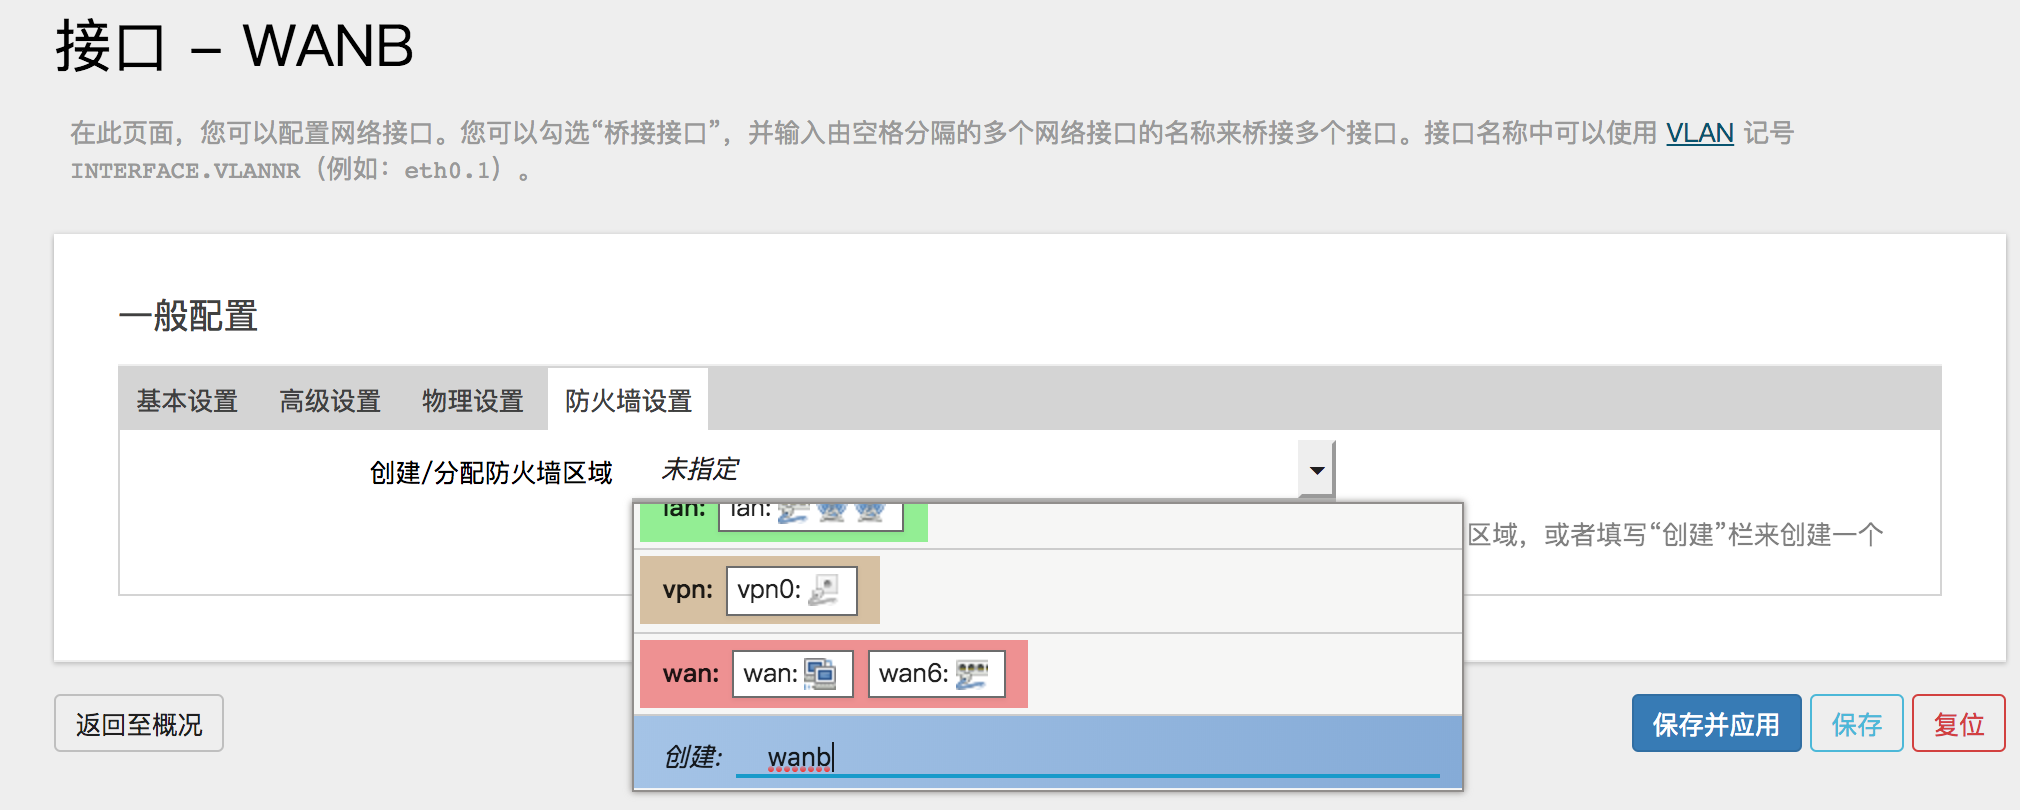 接口 – WANB
在此页面，您可以配置网络接口。您可以勾选“桥接接口”，并输入由空格分隔的多个网络接口的名称来桥接多个接口。接口名称中可以使用 VLAN 记号
INTERFACE.VLANNR（例如：eth0.1）。
一般配置
基本设置 高级设置 物理设置 防火墙设置
创建/分配防火墙区域 未指定
lan: lan:
区域，或者填写“创建”栏来创建一个
vpn: vpn0:
wan: wan: wan6:
创建: wanb
返回至概况 保存并应用 保存 复位